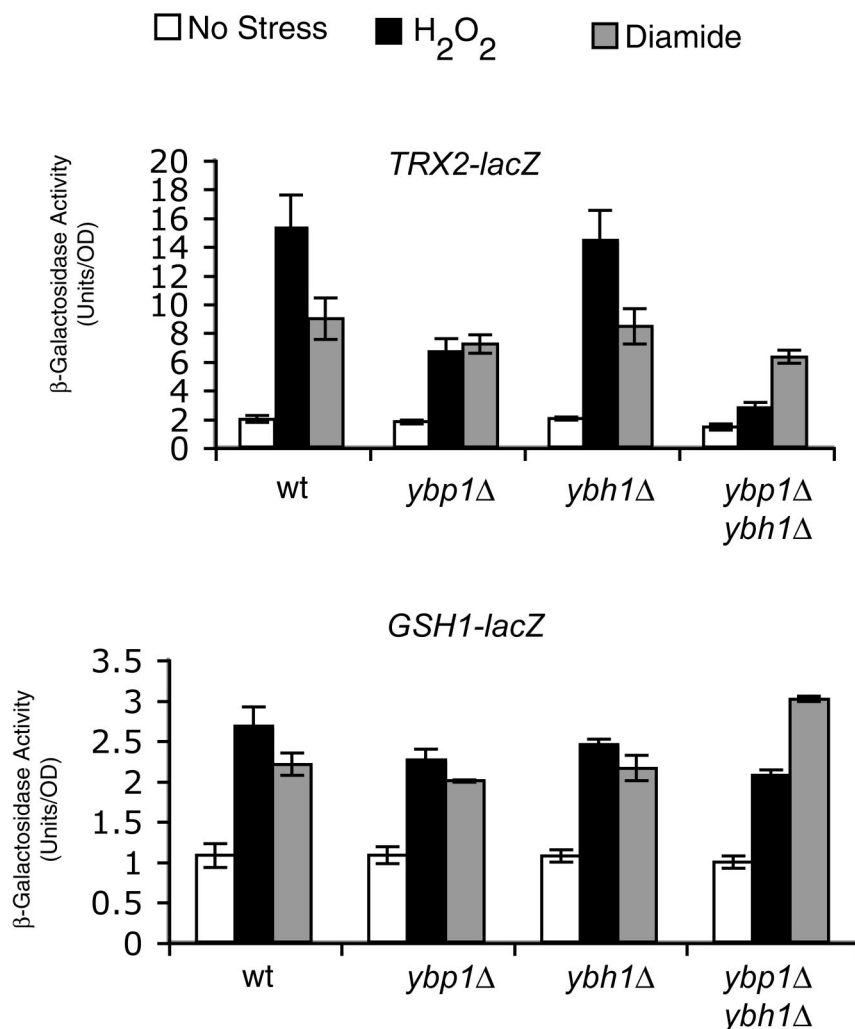 No Stress H2O2 Diamide
TRX2-lacZ
β-Galactosidase Activity
(Units/OD)
20
18
16
14
12
10
8
6
4
2
0
wt ybp1Δ ybh1Δ ybp1Δ
ybh1Δ
GSH1-lacZ
β-Galactosidase Activity
(Units/OD)
3.5
3
2.5
2
1.5
1
0.5
0
wt ybp1Δ ybh1Δ ybp1Δ
ybh1Δ